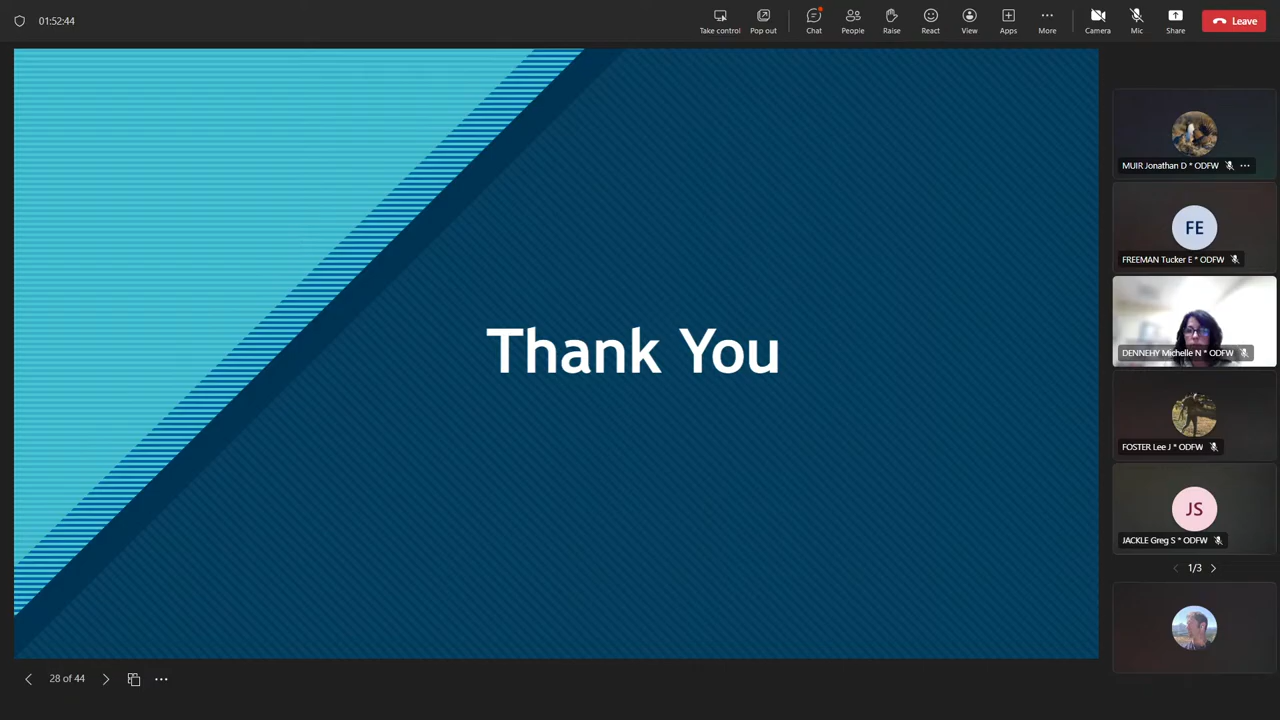 01:52:44
Take control
Pop out
Chat
People
Raise
React
View
Apps
More
Camera
Mic
Share
Leave
Thank You
MUIR Jonathan D * ODFW
FE
FREEMAN Tucker E * ODFW
DENNEHY Michelle N * ODFW
FOSTER Lee J * ODFW
JS
JACKLE Greg S * ODFW
1/3
28 of 44